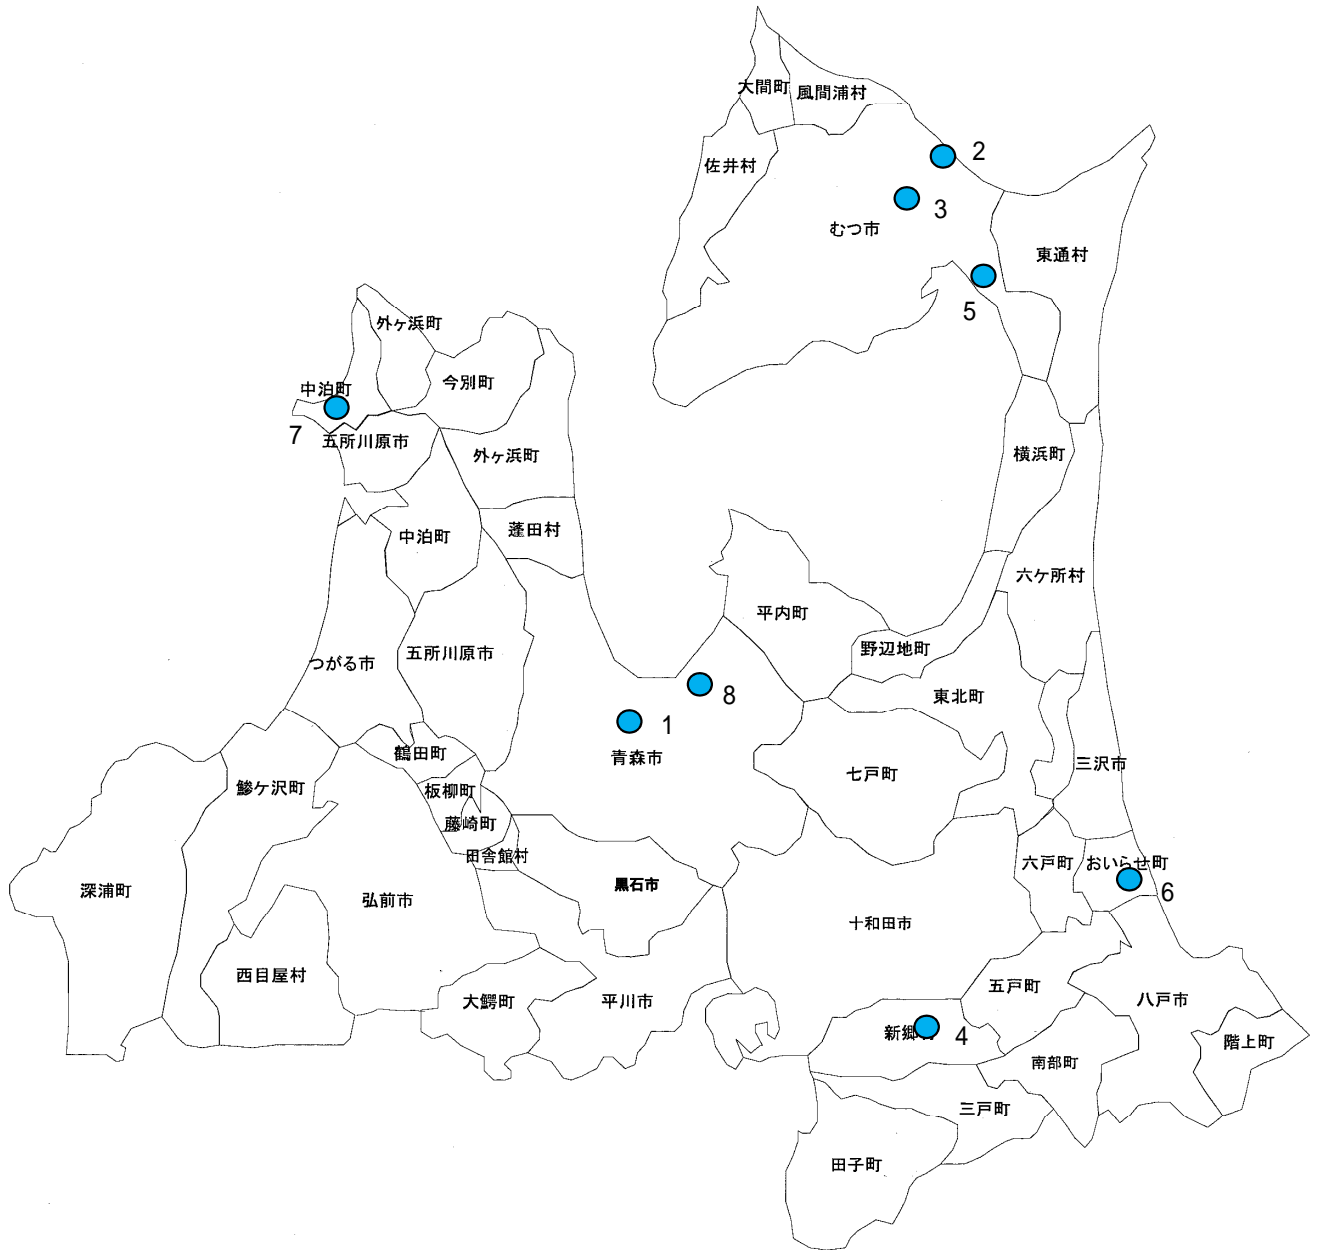 大間町
風間浦村
2
佐井村
3
むつ市
東通村
5
外ヶ浜町
今別町
中泊町
7
五所川原市
外ヶ浜町
横浜町
蓬田村
中泊町
六ケ所村
平内町
野辺地町
つがる市
五所川原市
8
東北町
1
青森市
鶴田町
七戸町
三沢市
鰺ケ沢町
板柳町
藤崎町
田舎館村
六戸町
おいらせ町
6
深浦町
弘前市
黒石市
十和田市
西目屋村
大鰐町
平川市
五戸町
八戸市
新郷
4
階上町
南部町
三戸町
田子町